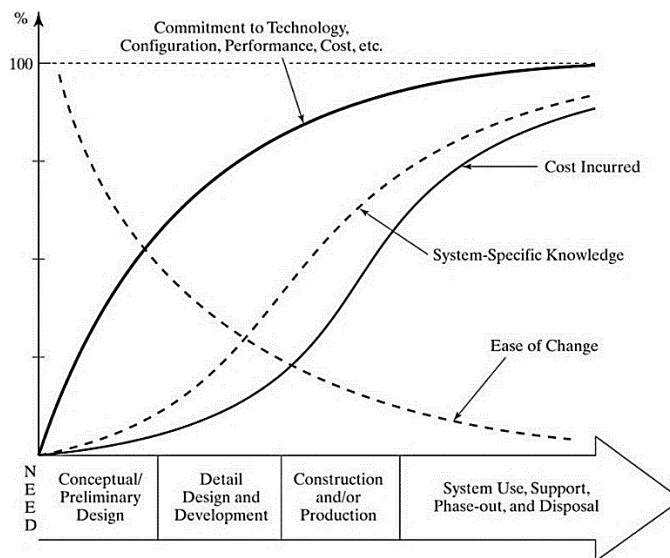 %
Commitment to Technology,
Configuration, Performance, Cost, etc.
100
Cost Incurred
System-Specific Knowledge
Ease of Change
NEED
Conceptual/
Preliminary
Design
Detail
Design and
Development
Construction
and/or
Production
System Use, Support,
Phase-out, and Disposal